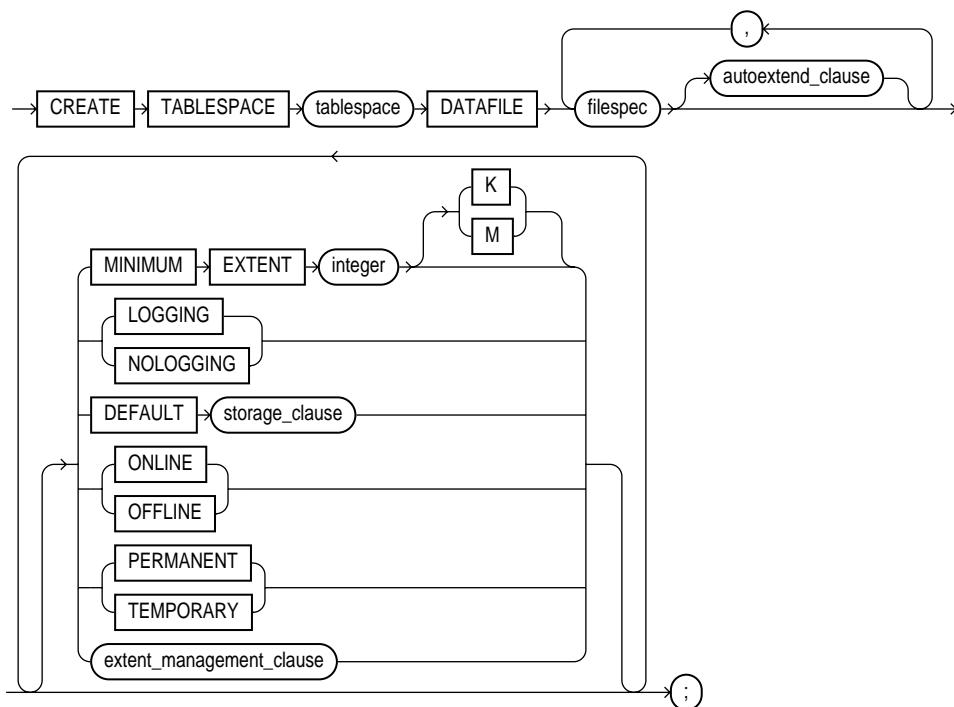 ,
autoextend_clause
CREATE TABLESPACE tablespace DATAFILE filespec
K
M
MINIMUM EXTENT integer
LOGGING
NOLOGGING
DEFAULT storage_clause
ONLINE
OFFLINE
PERMANENT
TEMPORARY
extent_management_clause
;